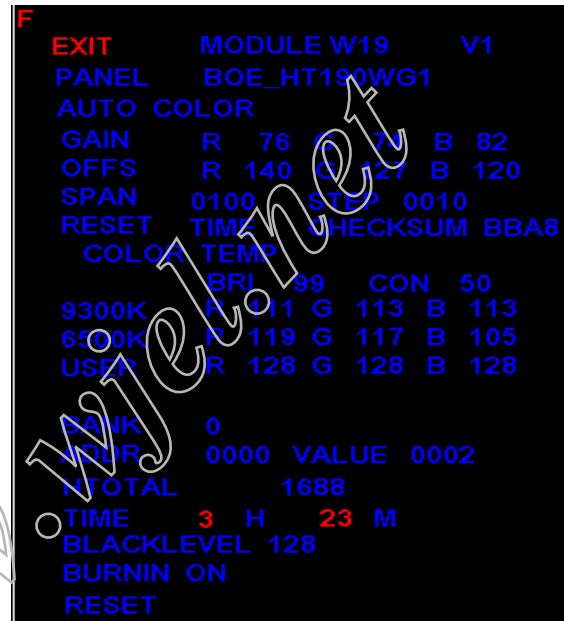 F
EXIT MODULE W19 V1
PANEL BOE_HT190WG1
AUTO COLOR
GAIN R 76 G 74 B 82
OFFS R 140 G 127 B 120
SPAN 0100 STEP 0010
RESET TIME CHECKSUM BBA8
COLOR TEMP
BRI 99 CON 50
9300K R 111 G 113 B 113
6500K R 119 G 117 B 105
USER R 128 G 128 B 128
BANK 0
ADDR 0000 VALUE 0002
HTOTAL 1688
TIME 3 H 23 M
BLACKLEVEL 128
BURNIN ON
RESET
.wjel.net